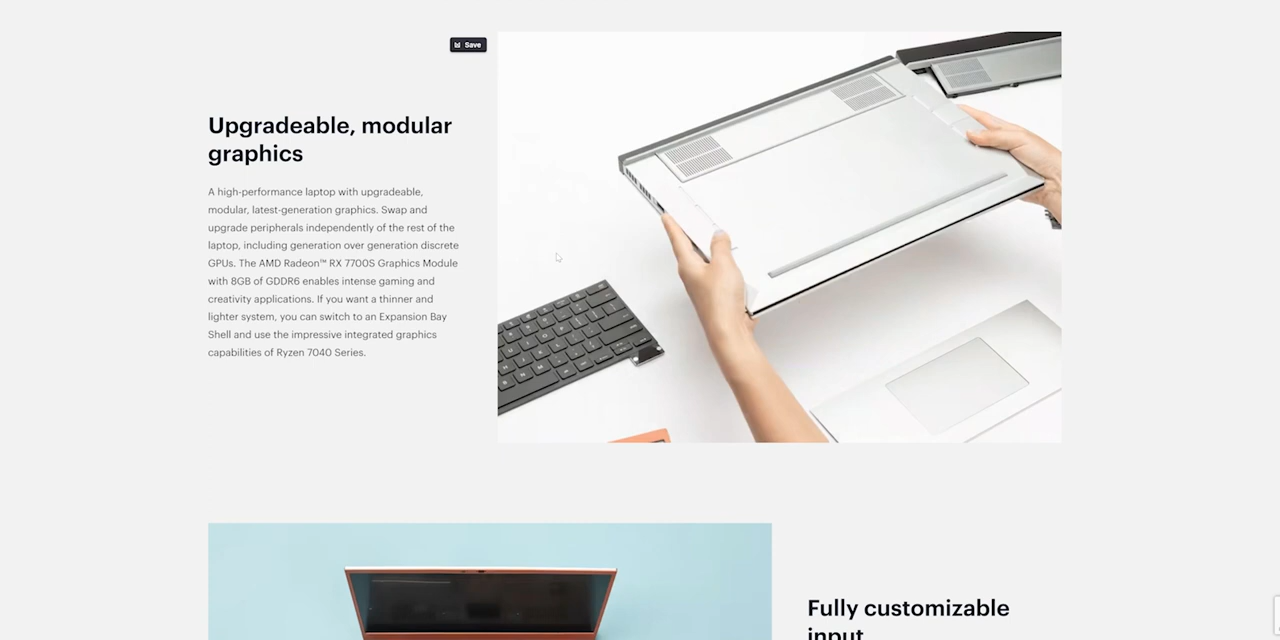 Save
Upgradeable, modular
graphics
A high-performance laptop with upgradeable,
modular, latest-generation graphics. Swap and
upgrade peripherals independently of the rest of the
laptop, including generation over generation discrete
GPUs. The AMD Radeon™ RX 7700S Graphics Module
with 8GB of GDDR6 enables intense gaming and
creativity applications. If you want a thinner and
lighter system, you can switch to an Expansion Bay
Shell and use the impressive integrated graphics
capabilities of Ryzen 7040 Series.
Fully customizable
input